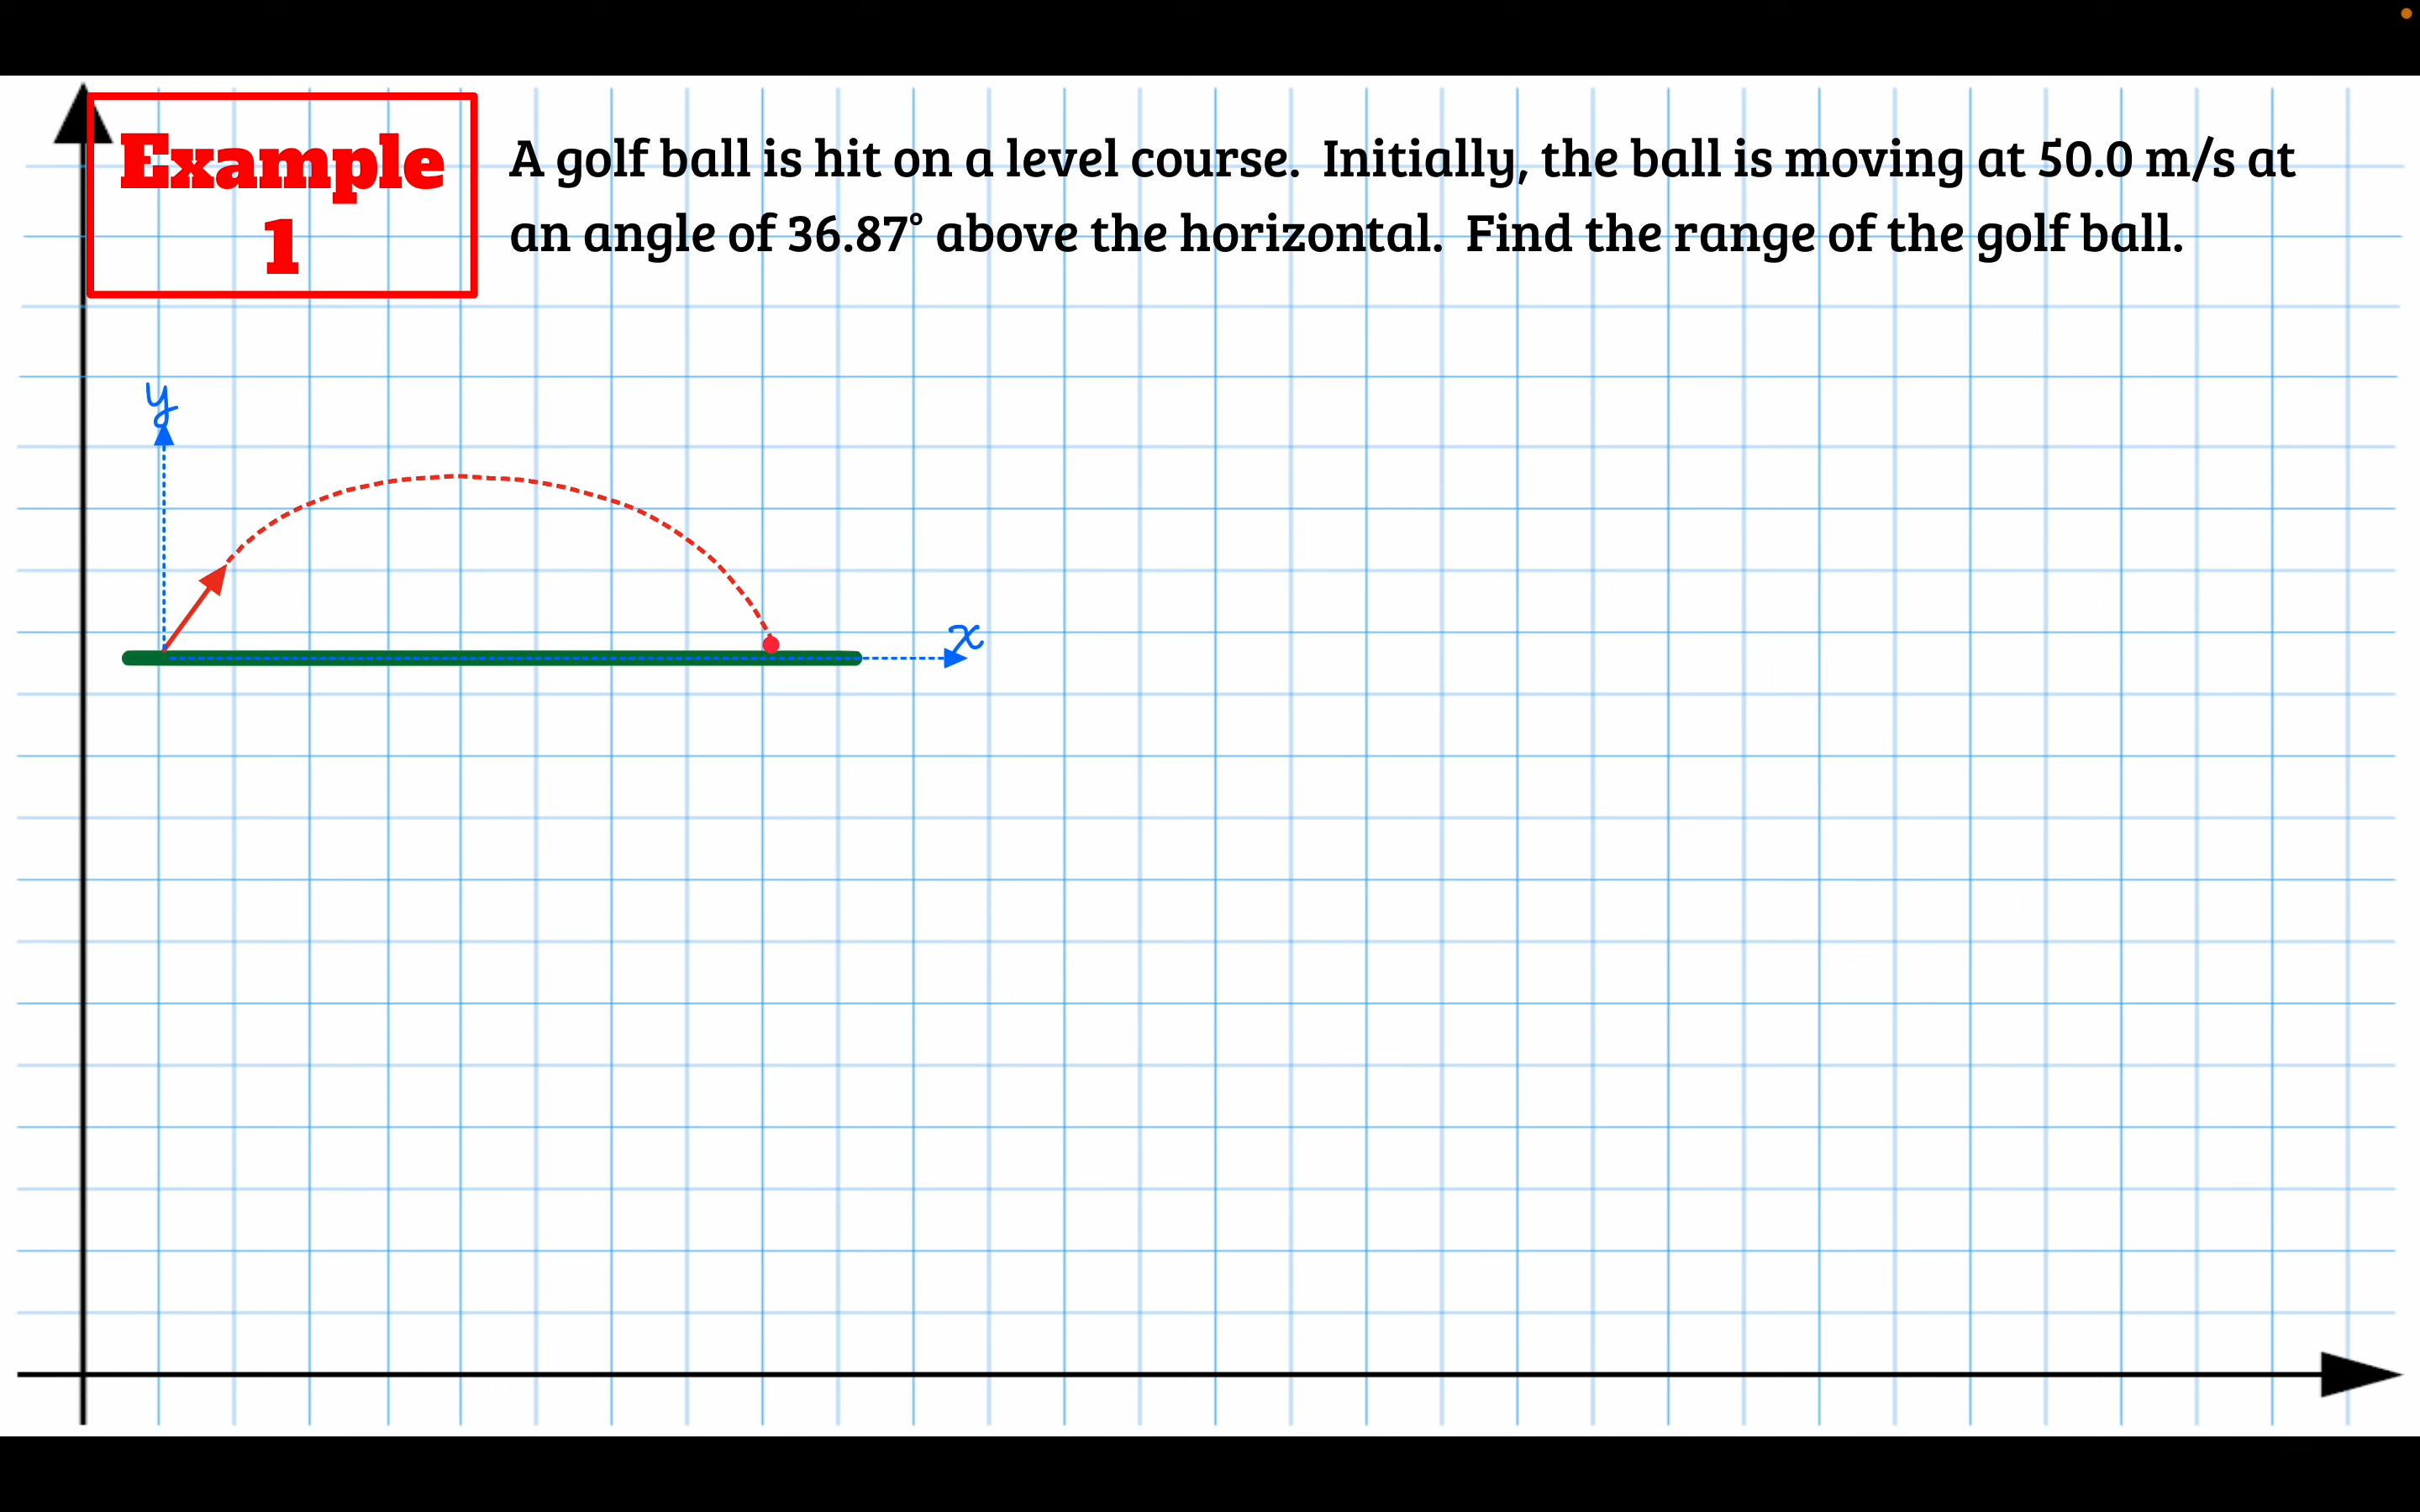 Example
1
A golf ball is hit on a level course. Initially, the ball is moving at 50.0 m/s at
an angle of 36.87° above the horizontal. Find the range of the golf ball.
y
x